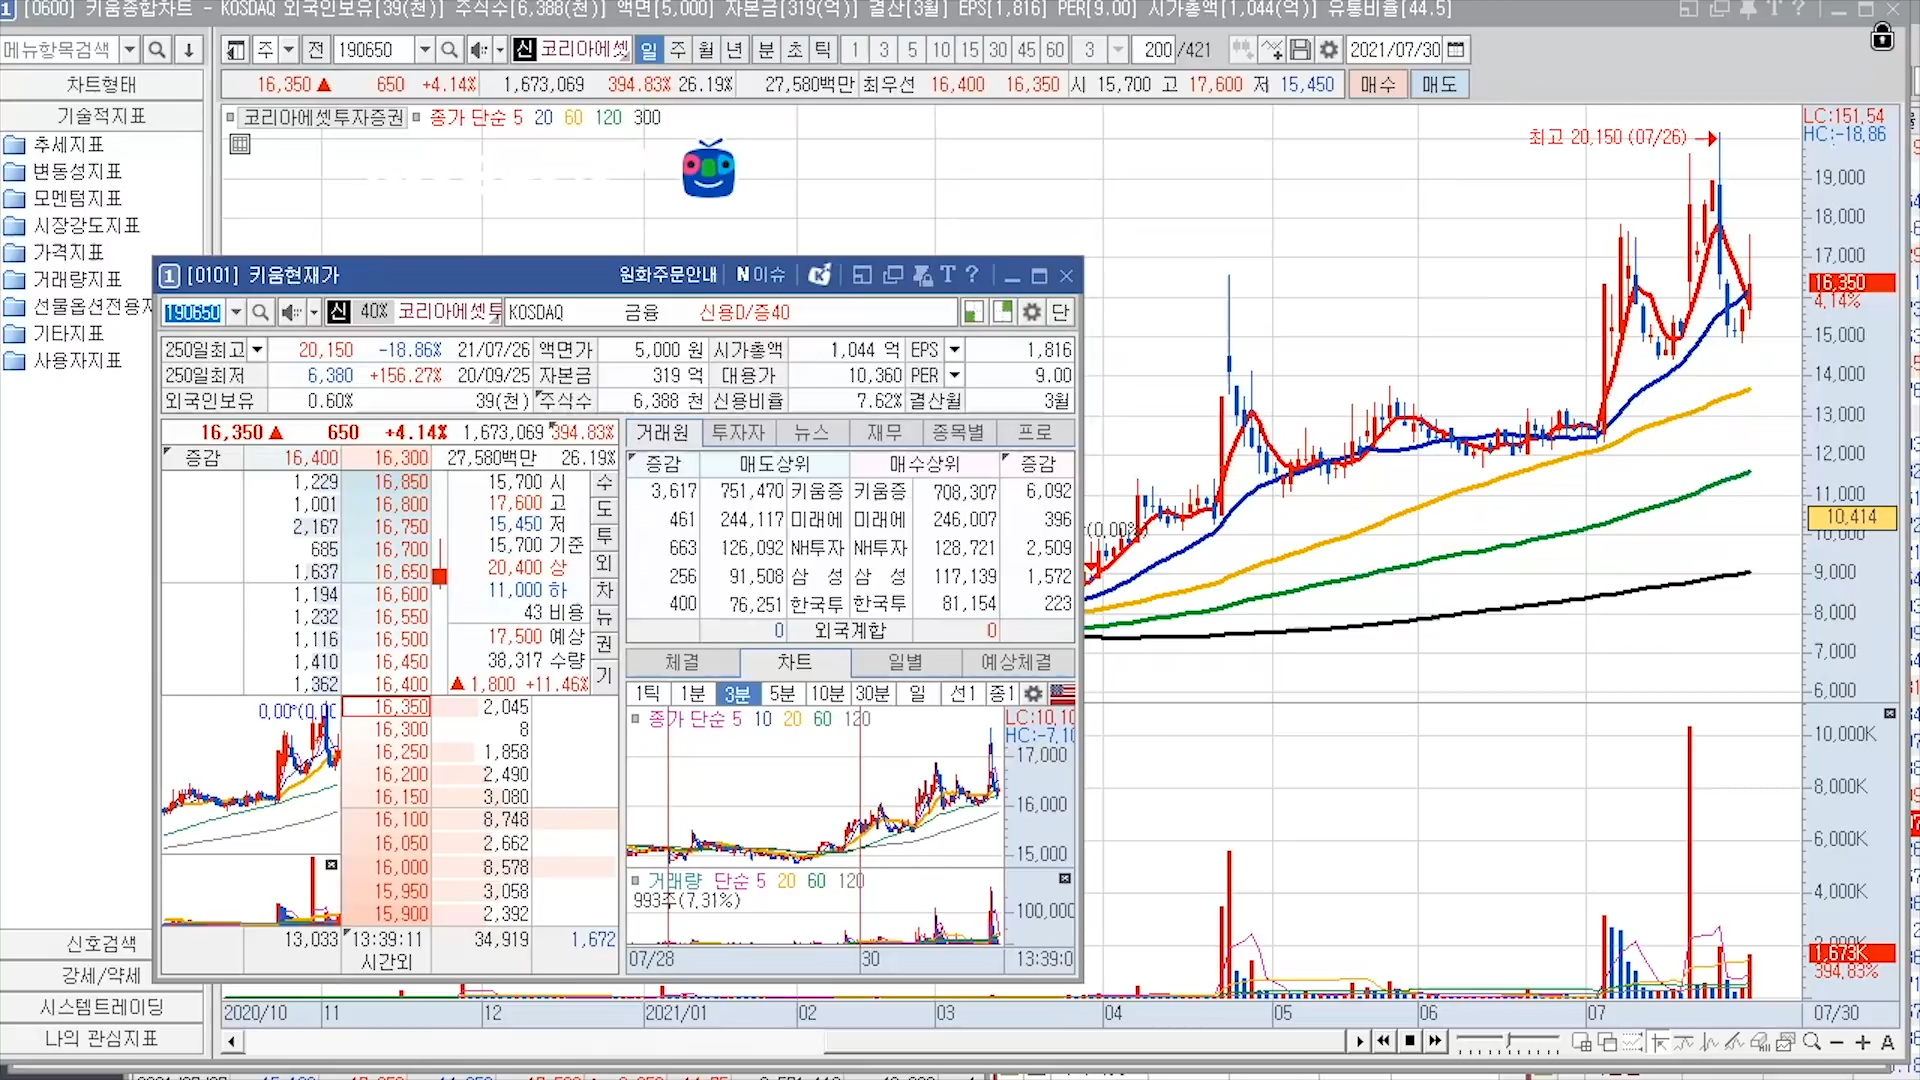 1 [0600] 키움종합차트 - KOSDAQ 외국인보유[39(천)] 주식수[6,388(천)] 액면[5,000] 자본금[319(억)] 결산[3월] EPS[1,816] PER[9.00] 시가총액[1,044(억)] 유통비율[44.5]
메뉴항목검색 주 전 190650 신 코리아에셋 일 주 월 년 분 초 틱 1 3 5 10 15 30 45 60 3 200 /421 2021/07/30
차트형태
16,350 ▲ 650 +4.14% 1,673,069 394.83% 26.19% 27,580백만 최우선 16,400 16,350 시 15,700 고 17,600 저 15,450 매수 매도
기술적지표
추세지표
변동성지표
모멘텀지표
시장강도지표
가격지표
거래량지표
선물옵션전용
기타지표
사용자지표
신호검색
강세/약세
시스템트레이딩
나의 관심지표
코리아에셋투자증권 종가 단순 5 20 60 120 300
최고 20,150 (07/26)
LC:151.54
HC:-18.86
19,000
18,000
17,000
16,350
4.14%
15,000
14,000
13,000
12,000
11,000
10,414
10,000
9,000
8,000
7,000
6,000
10,000K
8,000K
6,000K
4,000K
1,673K
394.83%
2020/10 11 12 2021/01 02 03 04 05 06 07 07/30
1 [0101] 키움현재가 원화주문안내 N이슈
190650 신 40% 코리아에셋투 KOSDAQ 금융 신용D/증40 단
250일최고 20,150 -18.86% 21/07/26 액면가 5,000 원 시가총액 1,044 억 EPS 1,816
250일최저 6,380 +156.27% 20/09/25 자본금 319 억 대용가 10,360 PER 9.00
외국인보유 0.60% 39(천) 주식수 6,388 천 신용비율 7.62% 결산월 3월
16,350 ▲ 650 +4.14% 1,673,069 394.83%
증감 16,400 16,300 27,580백만 26.19%
1,229 16,850 15,700 시 수
1,001 16,800 17,600 고 도
2,167 16,750 15,450 저 투
685 16,700 15,700 기준 외
1,637 16,650 20,400 상
1,194 16,600 11,000 하 차
1,232 16,550 43 비용 뉴
1,116 16,500 17,500 예상 권
1,410 16,450 38,317 수량
1,362 16,400 ▲ 1,800 +11.46% 기
16,350 2,045
16,300 8
16,250 1,858
16,200 2,490
16,150 3,080
16,100 8,748
16,050 2,662
16,000 8,578
15,950 3,058
15,900 2,392
13,033 13:39:11 34,919 1,672
시간외
거래원 투자자 뉴스 재무 종목별 프로
증감 매도상위 매수상위 증감
3,617 751,470 키움증 키움증 708,307 6,092
461 244,117 미래에 미래에 246,007 396
663 126,092 NH투자 NH투자 128,721 2,509
256 91,508 삼 성 삼 성 117,139 1,572
400 76,251 한국투 한국투 81,154 223
0 외국계합 0
체결 차트 일별 예상체결
1틱 1분 3분 5분 10분 30분 일 선1 종1
종가 단순 5 10 20 60 120
LC:10.10
HC:-7.10
17,000
16,000
15,000
거래량 단순 5 20 60 120
993주(7.31%)
100,000
07/28 30 13:39:0